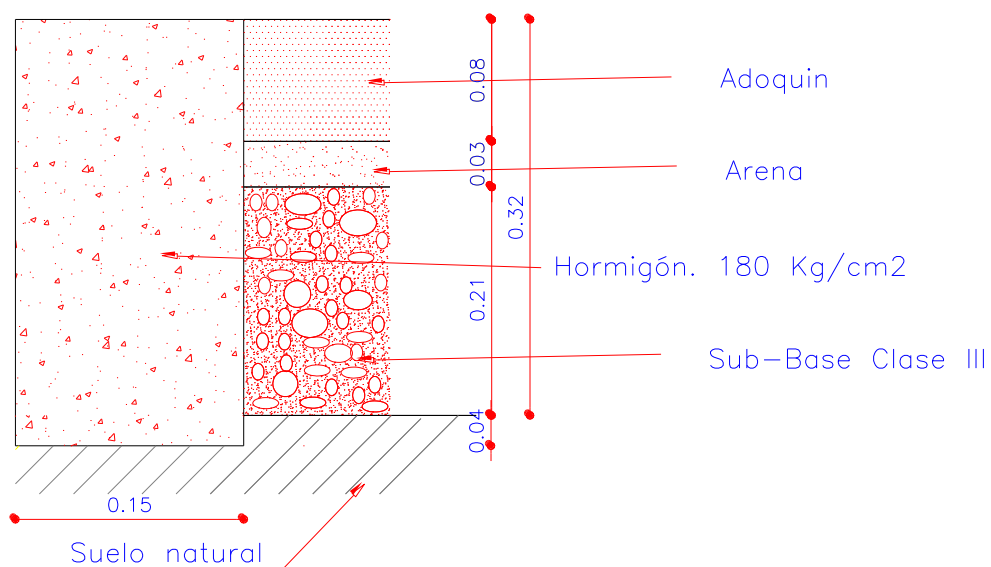 0.08
Adoquin
0.03
Arena
0.32
Hormigón. 180 Kg/cm2
0.21
Sub-Base Clase III
0.04
0.15
Suelo natural